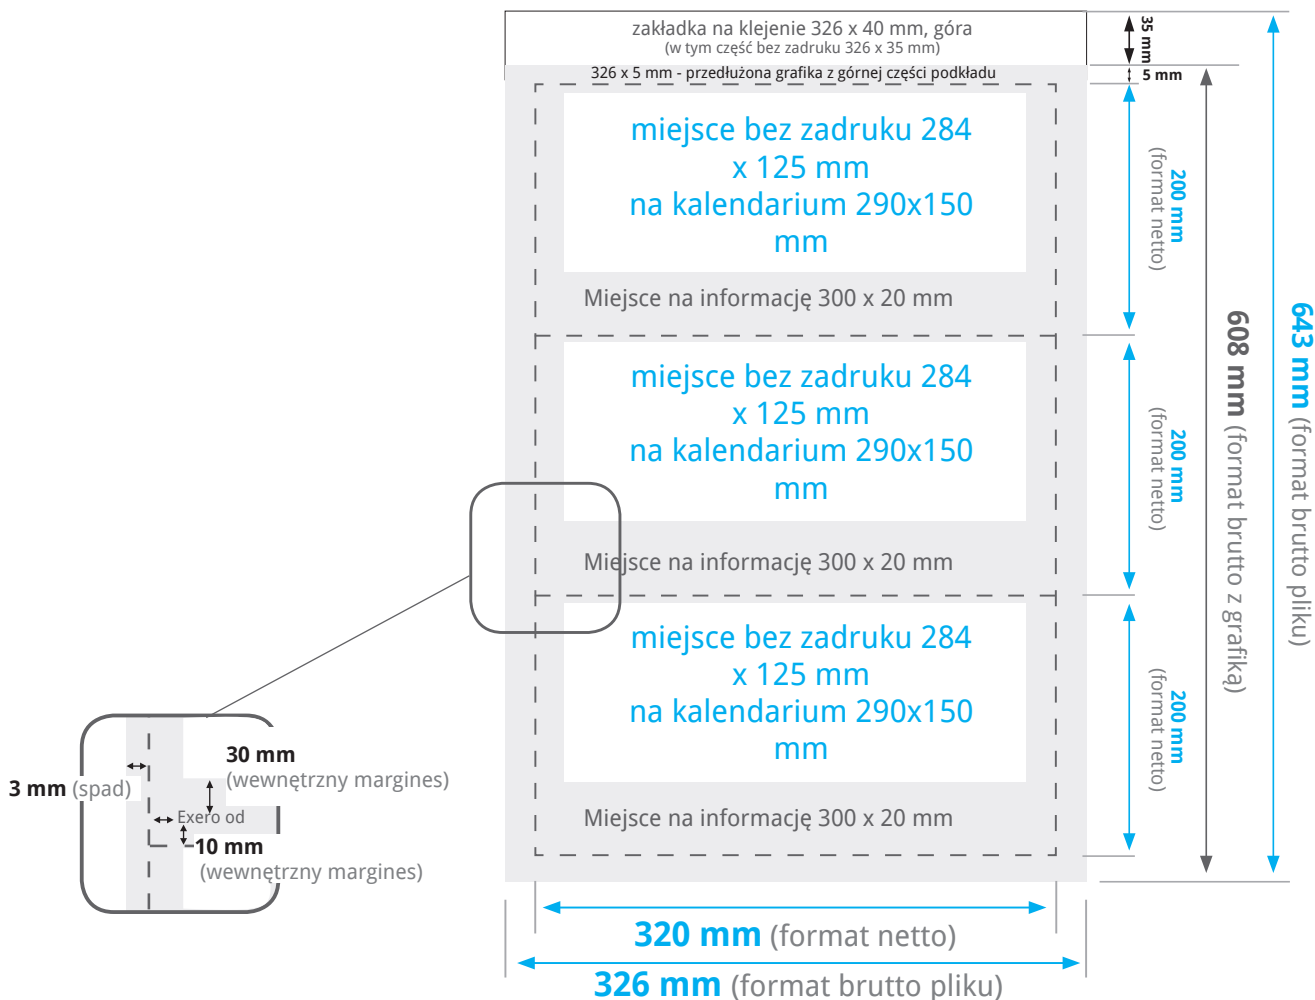 zakładka na klejenie 326 x 40 mm, góra
(w tym część bez zadruku 326 x 35 mm)
35 mm
326 x 5 mm - przedłużona grafika z górnej części podkładu
5 mm
miejsce bez zadruku 284
x 125 mm
na kalendarium 290x150
mm
200 mm
(format netto)
Miejsce na informację 300 x 20 mm
miejsce bez zadruku 284
x 125 mm
na kalendarium 290x150
mm
200 mm
(format netto)
Miejsce na informację 300 x 20 mm
miejsce bez zadruku 284
x 125 mm
na kalendarium 290x150
mm
200 mm
(format netto)
Miejsce na informację 300 x 20 mm
608 mm (format brutto z grafiką)
643 mm (format brutto pliku)
30 mm
(wewnętrzny margines)
3 mm (spad)
Exero od
10 mm
(wewnętrzny margines)
320 mm (format netto)
326 mm (format brutto pliku)